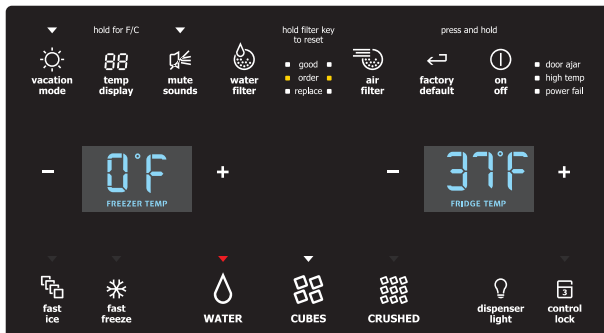 hold for F/C
hold filter key
to reset
press and hold
88
vacation
mode
temp
display
mute
sounds
water
filter
good
order
replace
air
filter
factory
default
on
off
door ajar
high temp
power fail
− 0°F +
FREEZER TEMP
− 37°F +
FRIDGE TEMP
3
fast
ice
fast
freeze
WATER
CUBES
CRUSHED
dispenser
light
control
lock